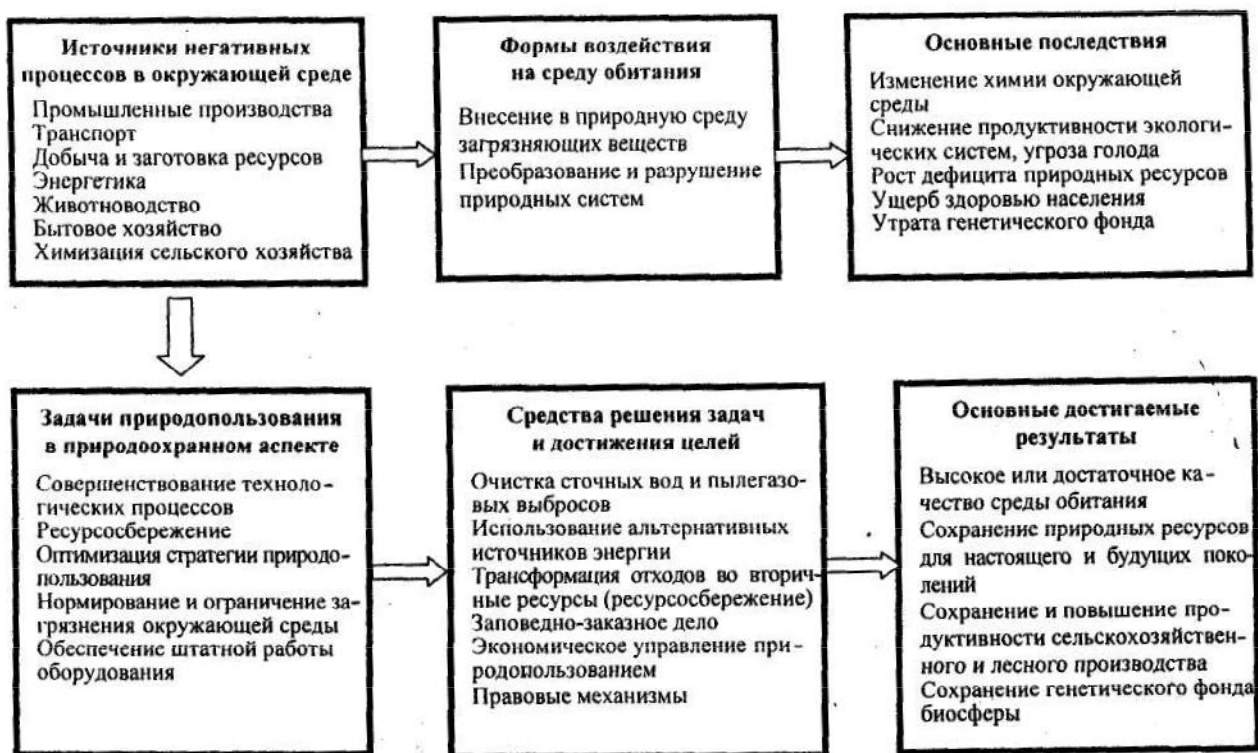 Источники негативных
процессов в окружающей среде
Промышленные производства
Транспорт
Добыча и заготовка ресурсов
Энергетика
Животноводство
Бытовое хозяйство
Химизация сельского хозяйства
Формы воздействия
на среду обитания
Внесение в природную среду
загрязняющих веществ
Преобразование и разрушение
природных систем
Основные последствия
Изменение химии окружающей
среды
Снижение продуктивности экологи-
ческих систем, угроза голода
Рост дефицита природных ресурсов
Ущерб здоровью населения
Утрата генетического фонда
Задачи природопользования
в природоохранном аспекте
Совершенствование техноло-
гических процессов
Ресурсосбережение
Оптимизация стратегии природо-
пользования
Нормирование и ограничение за-
грязнения окружающей среды
Обеспечение штатной работы
оборудования
Средства решения задач
и достижения целей
Очистка сточных вод и пылегазо-
вых выбросов
Использование альтернативных
источников энергии
Трансформация отходов во вторич-
ные ресурсы (ресурсосбережение)
Заповедно-заказное дело
Экономическое управление при-
родопользованием
Правовые механизмы
Основные достигаемые
результаты
Высокое или достаточное ка-
чество среды обитания
Сохранение природных ресурсов
для настоящего и будущих поко-
лений
Сохранение и повышение про-
дуктивности сельскохозяйствен-
ного и лесного производства
Сохранение генетического фонда
биосферы